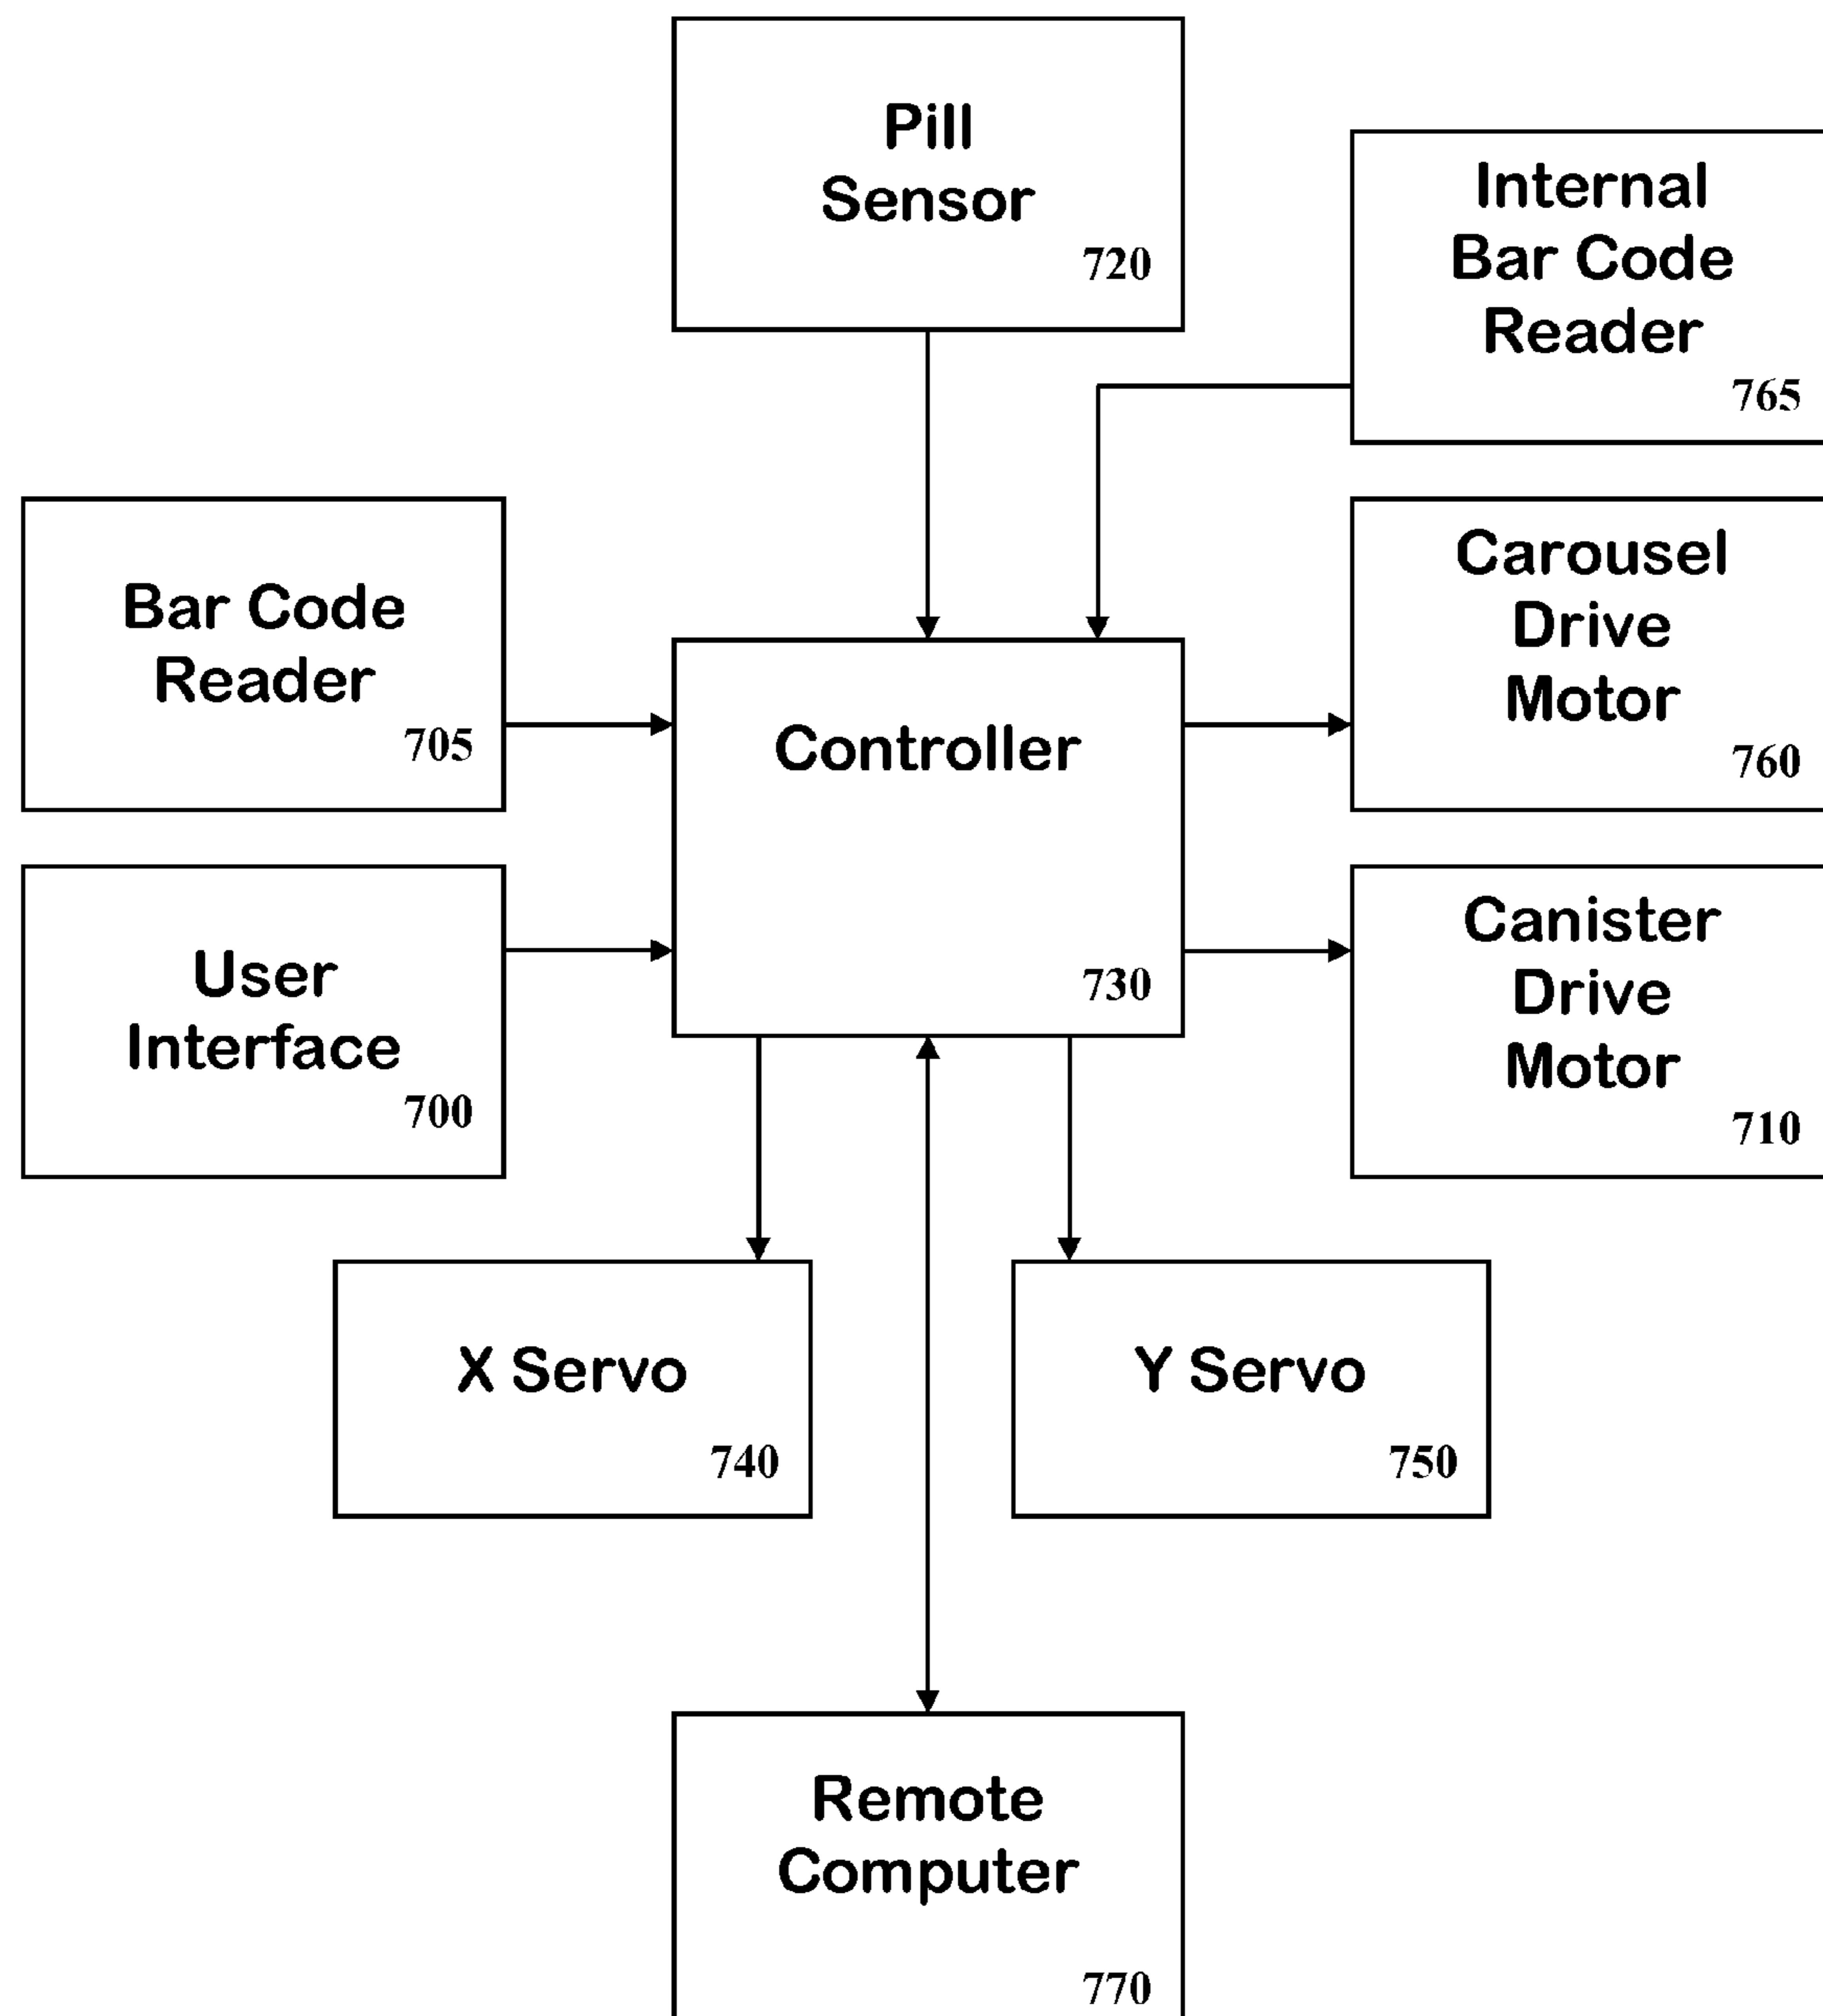 Pill
Sensor
720
Internal
Bar Code
Reader
765
Bar Code
Reader
705
Controller
730
Carousel
Drive
Motor
760
User
Interface
700
Canister
Drive
Motor
710
X Servo
740
Y Servo
750
Remote
Computer
770